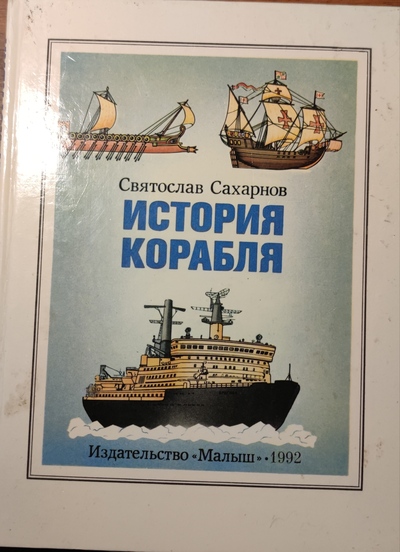 Святослав Сахарнов
ИСТОРИЯ
КОРАБЛЯ
Издательство «Малыш» • 1992